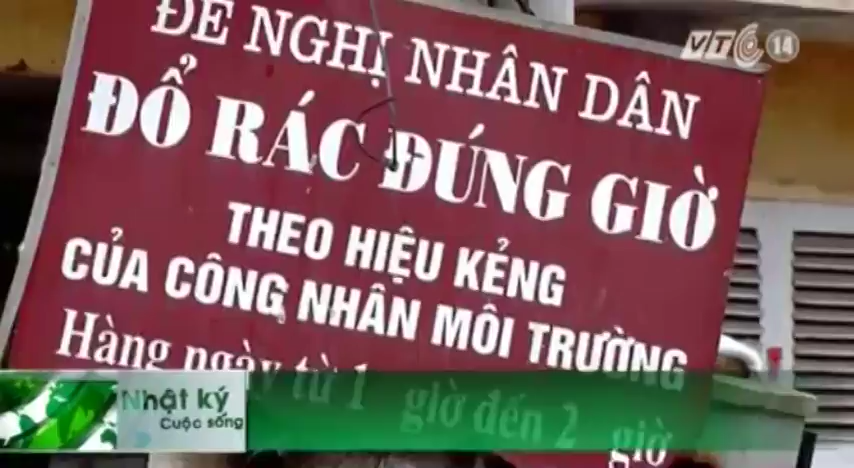 ĐỀ NGHỊ NHÂN DÂN
VTC 14
ĐỔ RÁC ĐÚNG GIỜ
THEO HIỆU KẺNG
CỦA CÔNG NHÂN MÔI TRƯỜNG
Hàng ngày từ 1 giờ đến 2 giờ
Nhật ký
Cuộc sống